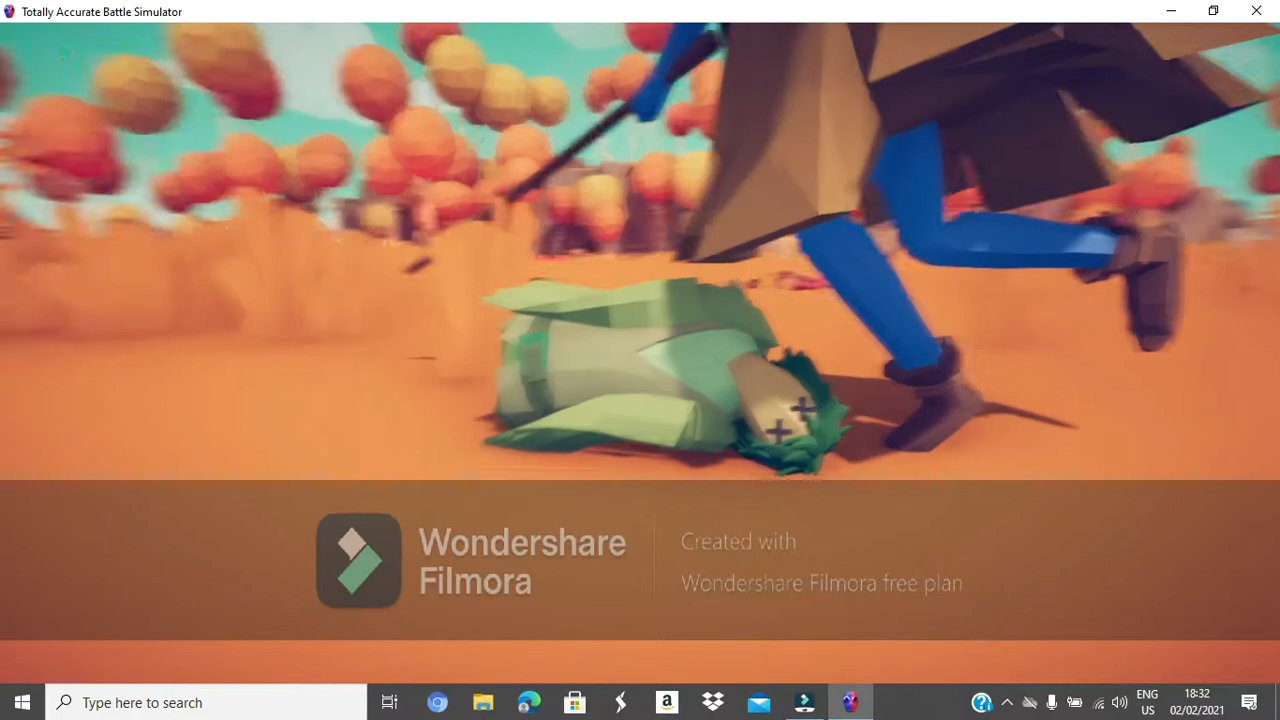 Totally Accurate Battle Simulator
Wondershare
Filmora
Created with
Wondershare Filmora free plan
Type here to search
a
ENG
US
18:32
02/02/2021